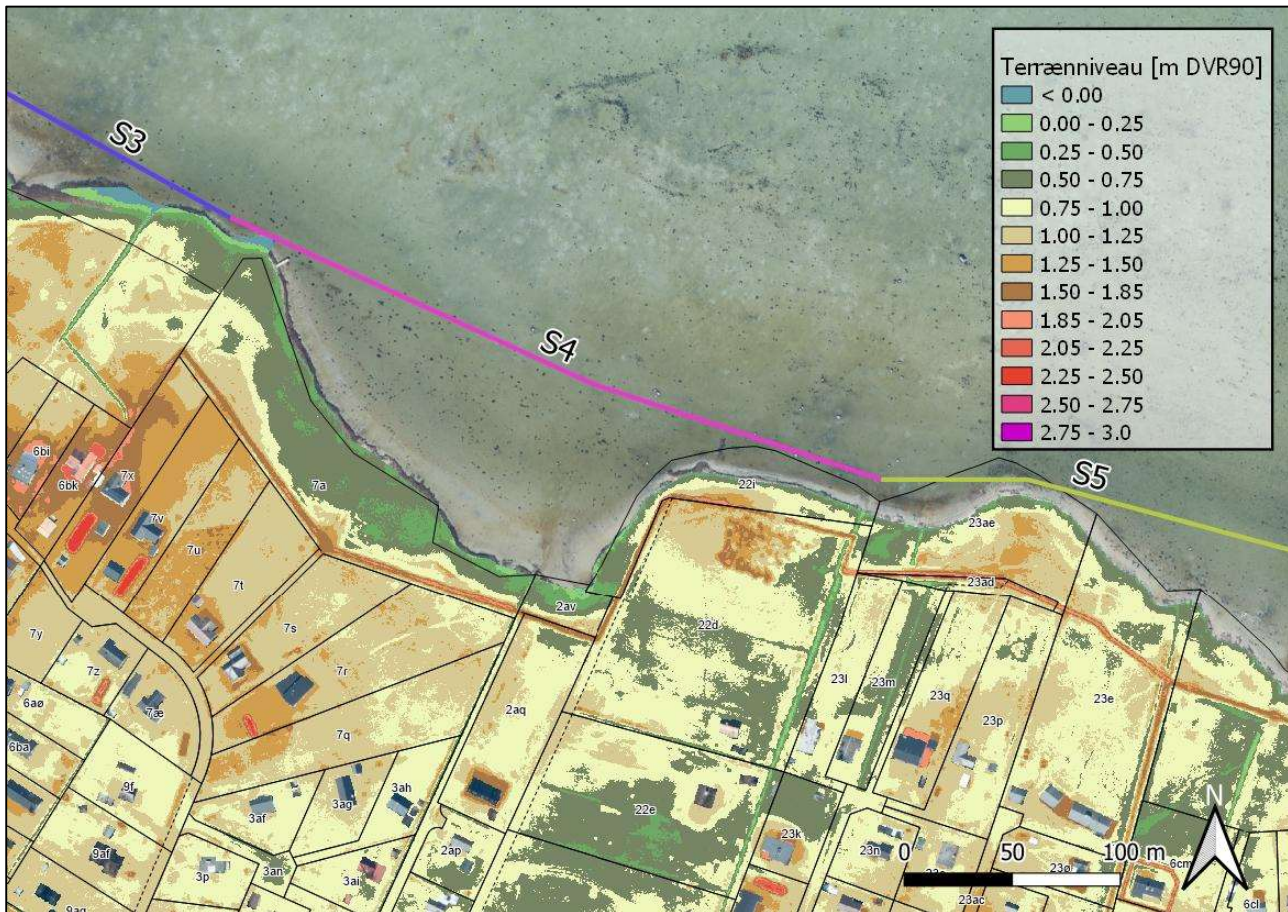 Terrænniveau [m DVR90]
< 0.00
0.00 - 0.25
0.25 - 0.50
0.50 - 0.75
0.75 - 1.00
1.00 - 1.25
1.25 - 1.50
1.50 - 1.85
1.85 - 2.05
2.05 - 2.25
2.25 - 2.50
2.50 - 2.75
2.75 - 3.0
S3
S4
S5
6bi
6bk
7x
7v
7u
7t
7a
7s
7r
7q
7y
7z
7æ
6aø
6ba
9f
9af
9aq
3af
3ag
3ah
3p
3an
3ai
2ap
2aq
2av
22i
22d
22e
23ae
23ad
23l
23m
23q
23p
23e
23k
23n
23ø
23ac
6cm
6cl
N
0 50 100 m